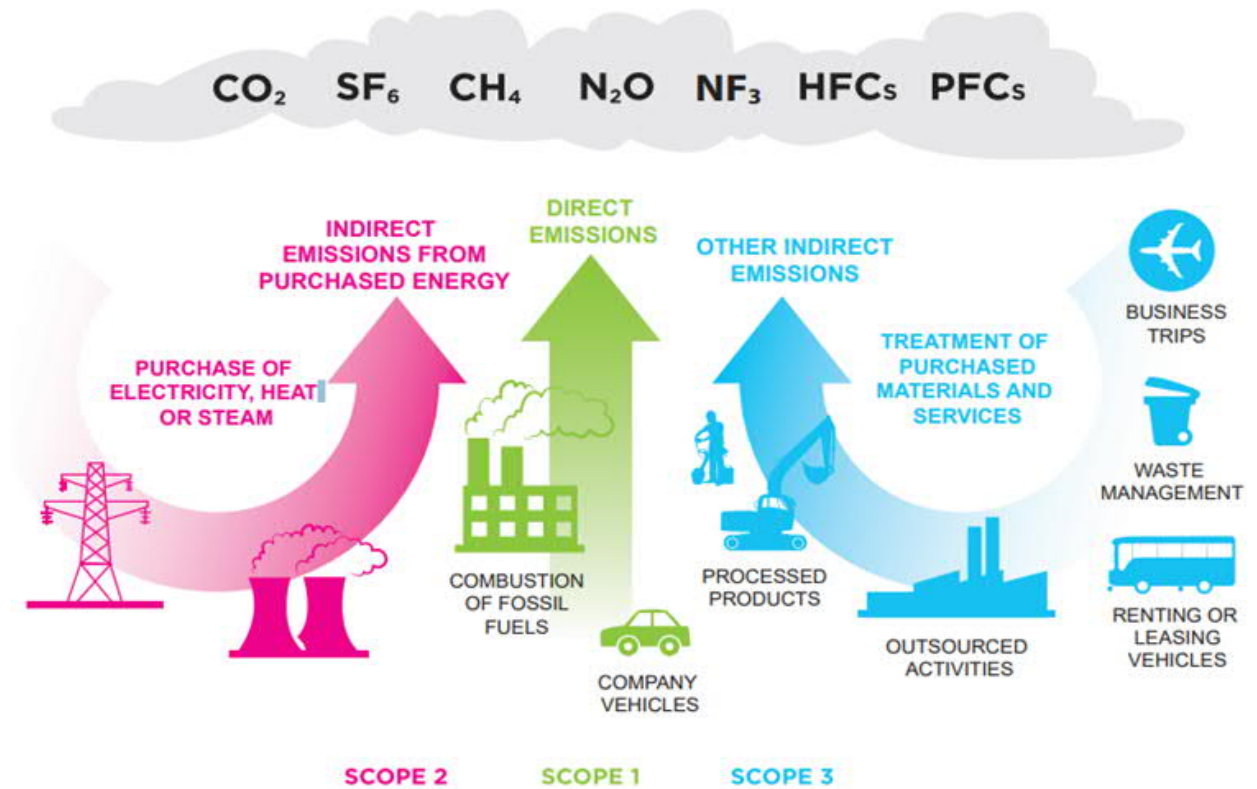 CO₂ SF₆ CH₄ N₂O NF₃ HFCs PFCs
INDIRECT
EMISSIONS FROM
PURCHASED ENERGY
DIRECT
EMISSIONS
OTHER INDIRECT
EMISSIONS
PURCHASE OF
ELECTRICITY, HEAT
OR STEAM
TREATMENT OF
PURCHASED
MATERIALS AND
SERVICES
BUSINESS
TRIPS
WASTE
MANAGEMENT
RENTING OR
LEASING
VEHICLES
COMBUSTION
OF FOSSIL
FUELS
COMPANY
VEHICLES
PROCESSED
PRODUCTS
OUTSOURCED
ACTIVITIES
SCOPE 2 SCOPE 1 SCOPE 3